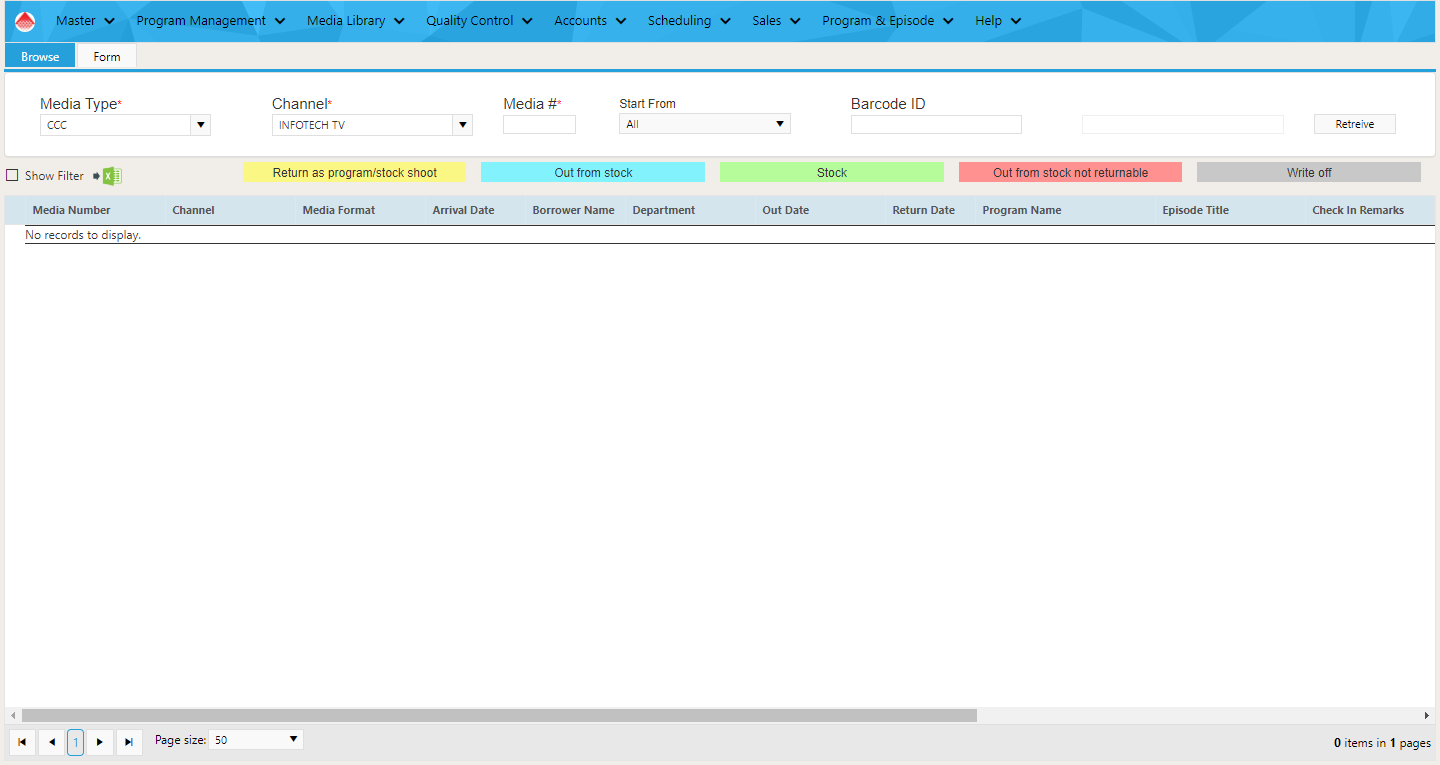 Master Program Management Media Library Quality Control Accounts Scheduling Sales Program & Episode Help
Browse Form
Media Type* Channel* Media #* Start From Barcode ID
CCC INFOTECH TV All Retreive
Show Filter Return as program/stock shoot Out from stock Stock Out from stock not returnable Write off
Media Number Channel Media Format Arrival Date Borrower Name Department Out Date Return Date Program Name Episode Title Check In Remarks
No records to display.
1 Page size: 50 0 items in 1 pages